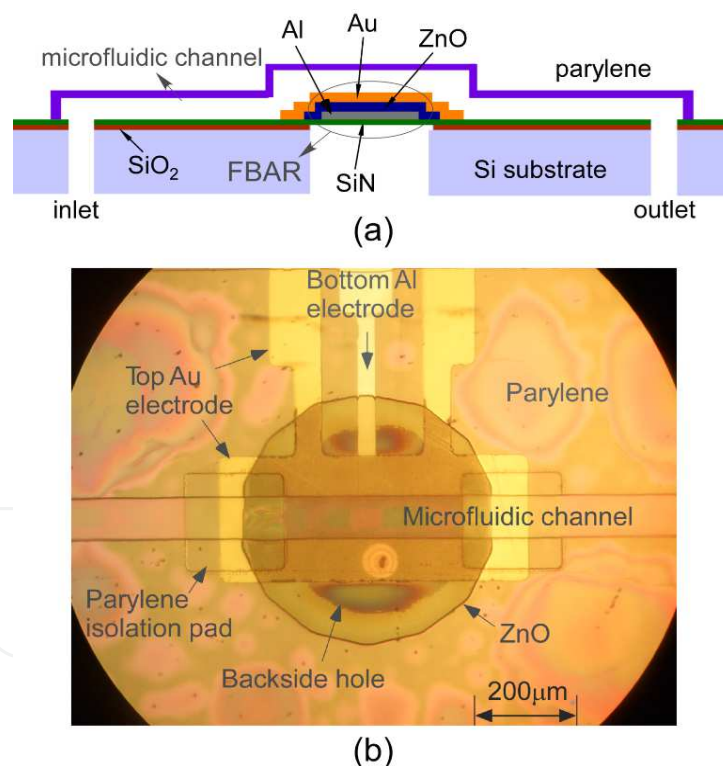 Al
Au
ZnO
microfluidic channel
parylene
SiO₂
FBAR
SiN
Si substrate
inlet
outlet
(a)
Bottom Al
electrode
Top Au
electrode
Parylene
Microfluidic channel
Parylene
isolation pad
ZnO
Backside hole
200μm
(b)